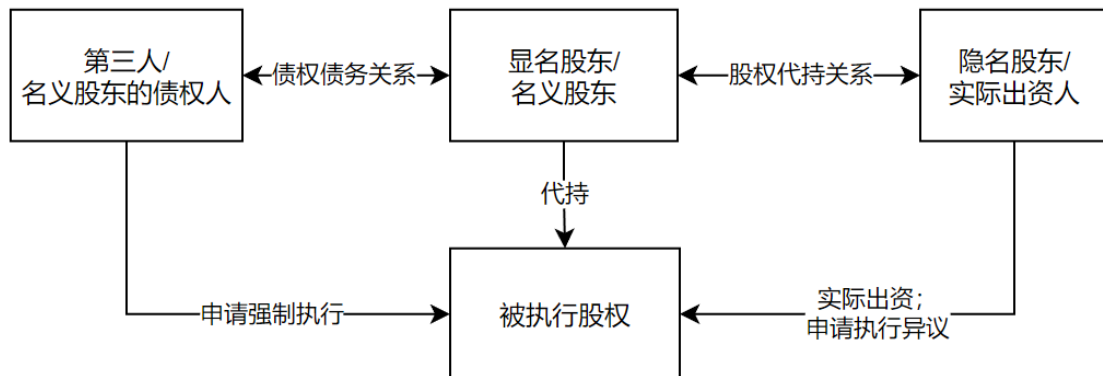 第三人/
名义股东的债权人
债权债务关系
显名股东/
名义股东
股权代持关系
隐名股东/
实际出资人
代持
申请强制执行
被执行股权
实际出资；
申请执行异议